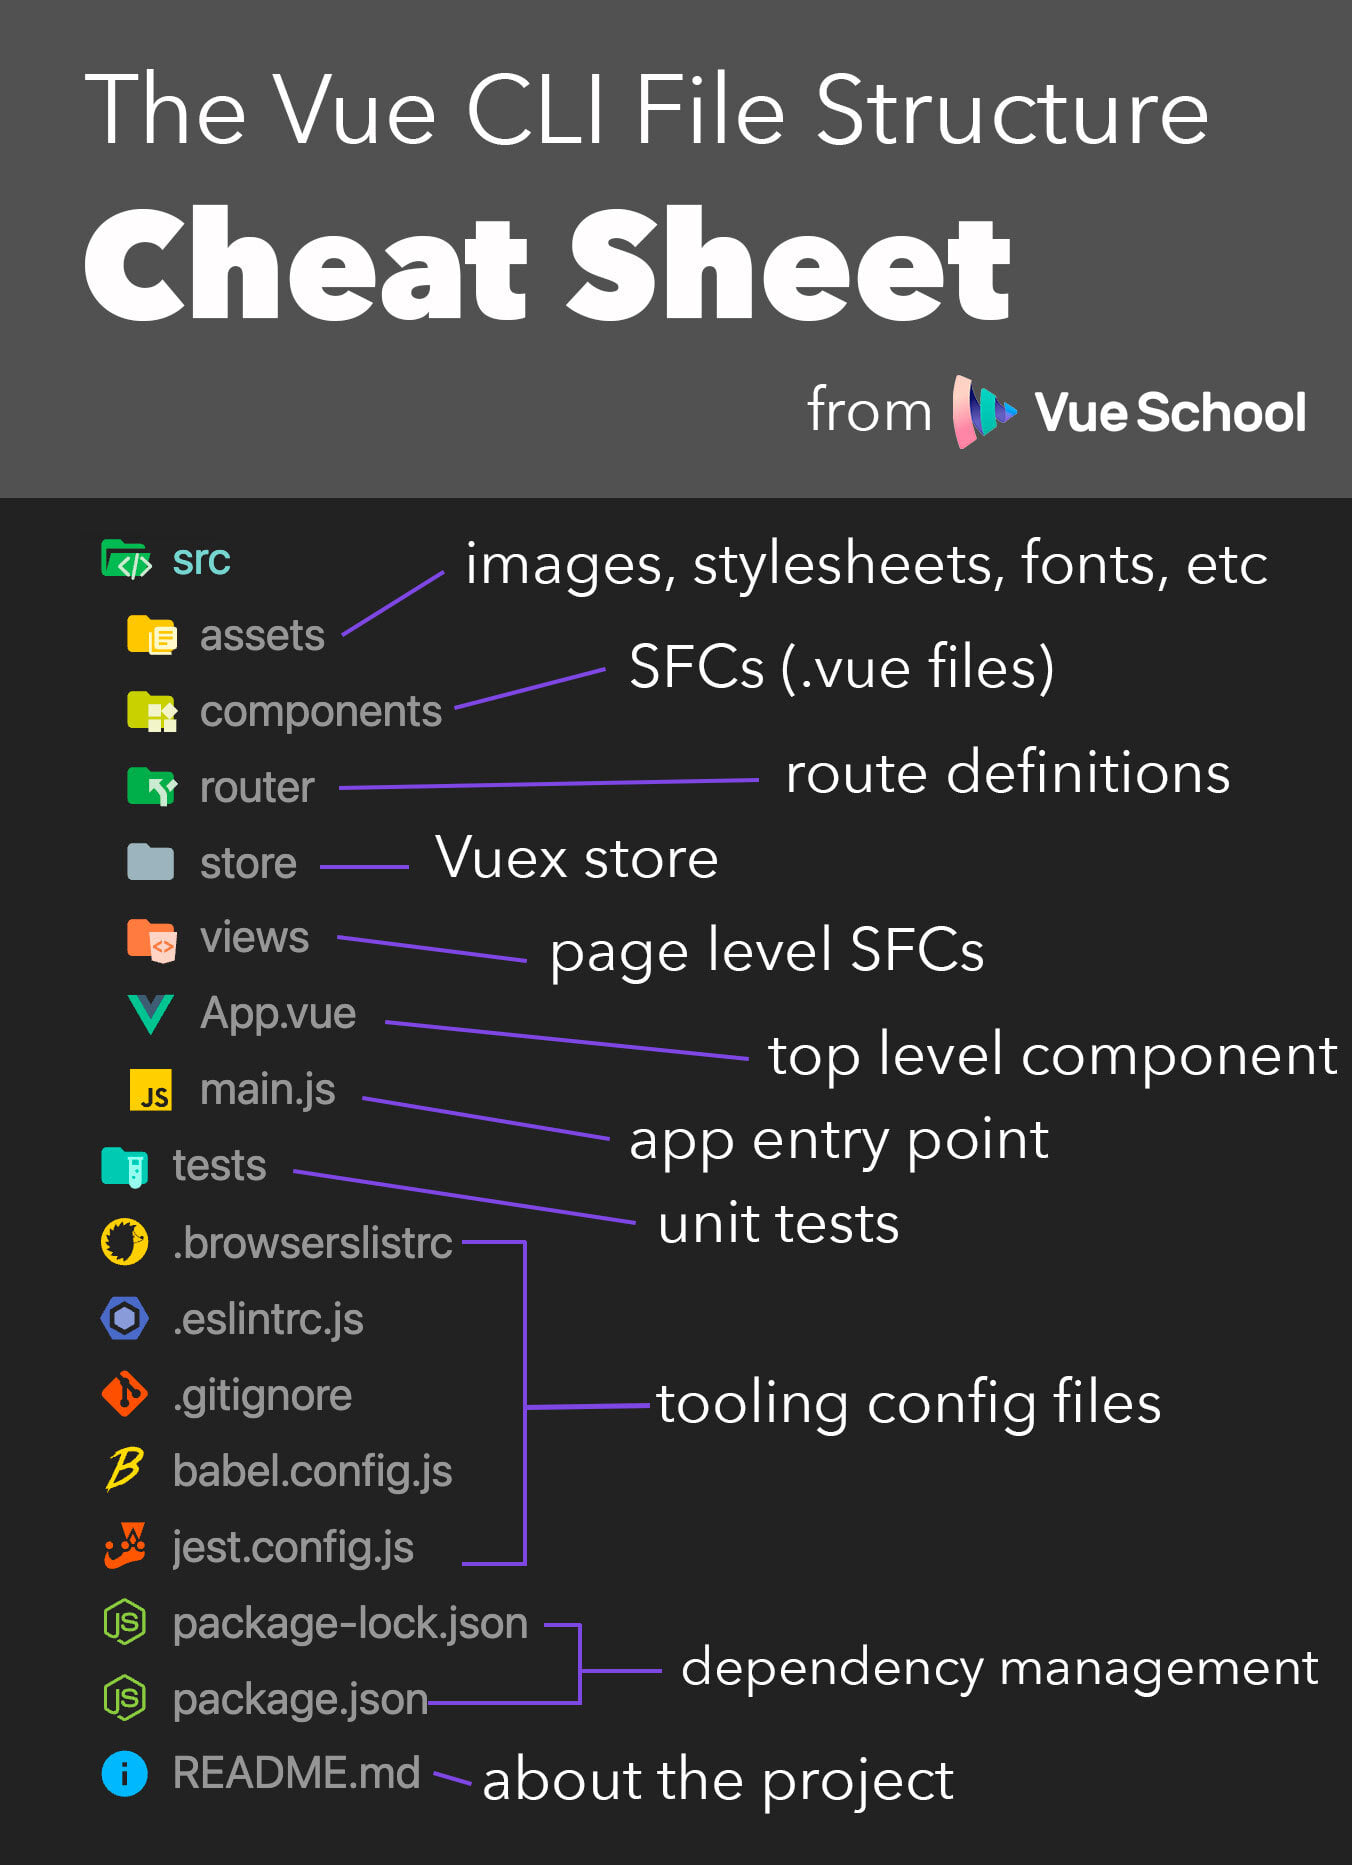 The Vue CLI File Structure
Cheat Sheet
from Vue School
src
images, stylesheets, fonts, etc
assets
SFCs (.vue files)
components
route definitions
router
store
Vuex store
views
page level SFCs
App.vue
top level component
JS main.js
app entry point
tests
unit tests
.browserslistrc
.eslintrc.js
.gitignore
tooling config files
babel.config.js
jest.config.js
JS package-lock.json
dependency management
JS package.json
README.md
about the project